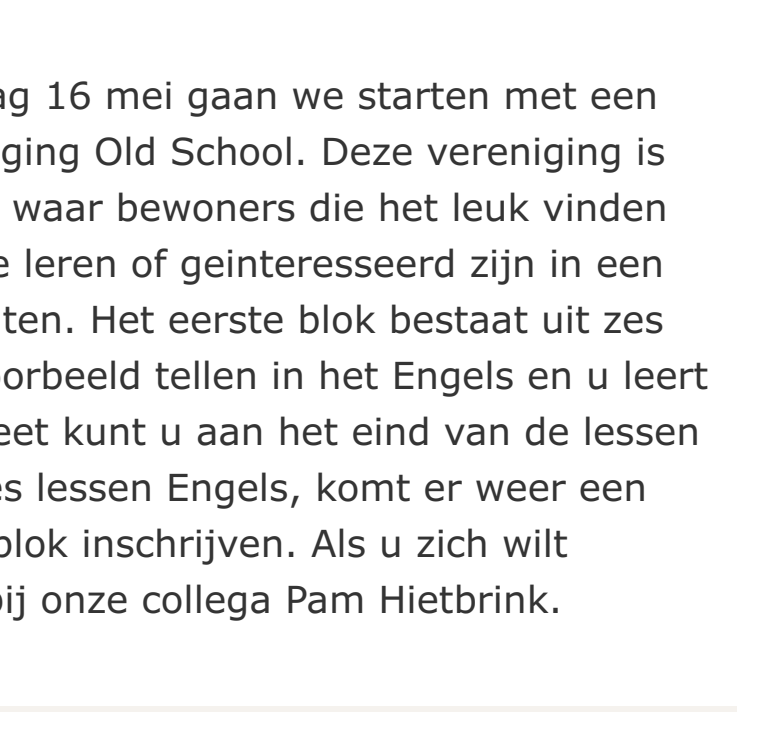 ag 16 mei gaan we starten met een
ging Old School. Deze vereniging is
waar bewoners die het leuk vinden
e leren of geinteresseerd zijn in een
ten. Het eerste blok bestaat uit zes
oorbeeld tellen in het Engels en u leert
eet kunt u aan het eind van de lessen
es lessen Engels, komt er weer een
blok inschrijven. Als u zich wilt
bij onze collega Pam Hietbrink.